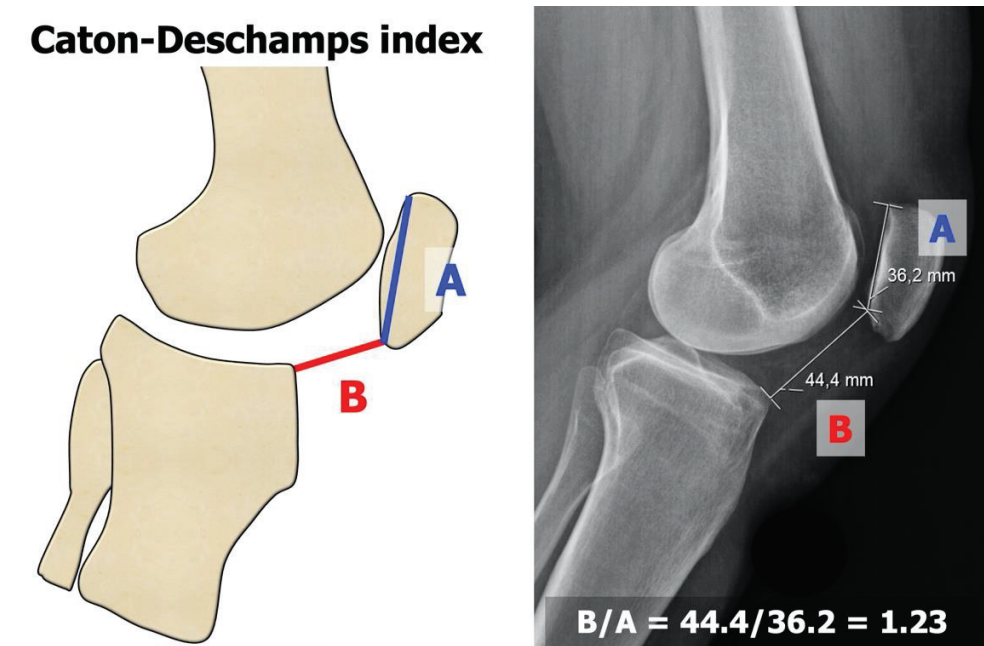 Caton-Deschamps index
A
B
A
36,2 mm
44,4 mm
B
B/A = 44.4/36.2 = 1.23